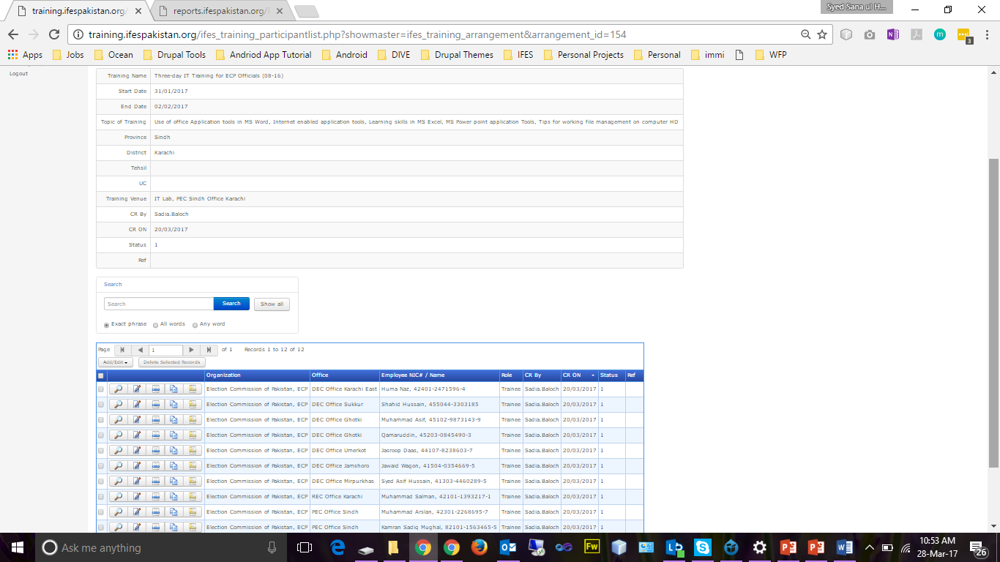 training.ifespakistan.org/
reports.ifespakistan.org/
Syed Sana ul H...
training.ifespakistan.org/ifes_training_participantlist.php?showmaster=ifes_training_arrangement&arrangement_id=154
Apps Jobs Ocean Drupal Tools Andriod App Tutorial Android DIVE Drupal Themes IFES Personal Projects Personal immi WFP
3
Logout
Training Name Three-day IT Training for ECP Officials (08-16)
Start Date 31/01/2017
End Date 02/02/2017
Topic of Training Use of office Application tools in MS Word, Internet enabled application tools, Learning skills in MS Excel, MS Power point application Tools, Tips for working file management on computer HD
Province Sindh
District Karachi
Tehsil
UC
Training Venue IT Lab, PEC Sindh Office Karachi
CR By Sadia.Baloch
CR ON 20/03/2017
Status 1
Ref
Search
Search Search Show all
Exact phrase All words Any word
Page 1 of 1 Records 1 to 12 of 12
Add/Edit Delete Selected Records
Organization Office Employee NIC# / Name Role CR By CR ON Status Ref
Election Commission of Pakistan, ECP DEC Office Karachi East Huma Naz, 42401-2471596-4 Trainee Sadia.Baloch 20/03/2017 1
Election Commission of Pakistan, ECP DEC Office Sukkur Shahid Hussain, 455044-3303185 Trainee Sadia.Baloch 20/03/2017 1
Election Commission of Pakistan, ECP DEC Office Ghotki Muhammad Asif, 45102-9873143-9 Trainee Sadia.Baloch 20/03/2017 1
Election Commission of Pakistan, ECP DEC Office Ghotki Qamaruddin, 45203-0845490-3 Trainee Sadia.Baloch 20/03/2017 1
Election Commission of Pakistan, ECP DEC Office Umerkot Jasroop Daas, 44107-8238603-7 Trainee Sadia.Baloch 20/03/2017 1
Election Commission of Pakistan, ECP DEC Office Jamshoro Jawaid Wagon, 41504-0354669-5 Trainee Sadia.Baloch 20/03/2017 1
Election Commission of Pakistan, ECP DEC Office Mirpurkhas Syed Asif Hussain, 41303-4460289-5 Trainee Sadia.Baloch 20/03/2017 1
Election Commission of Pakistan, ECP REC Office Karachi Muhammad Salman, 42101-1393217-1 Trainee Sadia.Baloch 20/03/2017 1
Election Commission of Pakistan, ECP PEC Office Sindh Muhammad Arslan, 42301-2268695-7 Trainee Sadia.Baloch 20/03/2017 1
Election Commission of Pakistan, ECP PEC Office Sindh Kamran Sadiq Mughal, 82101-1563465-5 Trainee Sadia.Baloch 20/03/2017 1
Ask me anything
Fw
10:53 AM
28-Mar-17
26